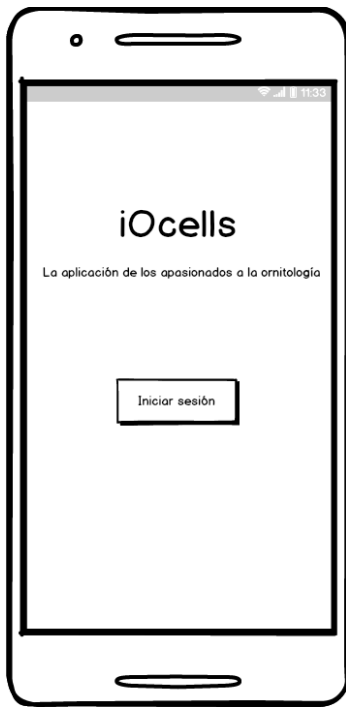 11:33
iOcells
La aplicación de los apasionados a la ornitología
Iniciar sesión